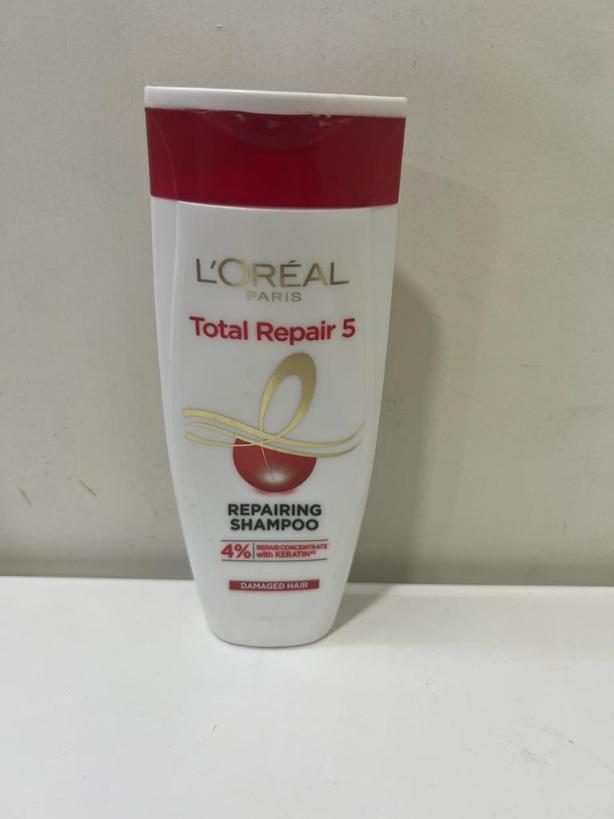 L'ORÉAL
PARIS
Total Repair 5
REPAIRING
SHAMPOO
4% REPAIR CONCENTRATE*
with KERATIN**
DAMAGED HAIR